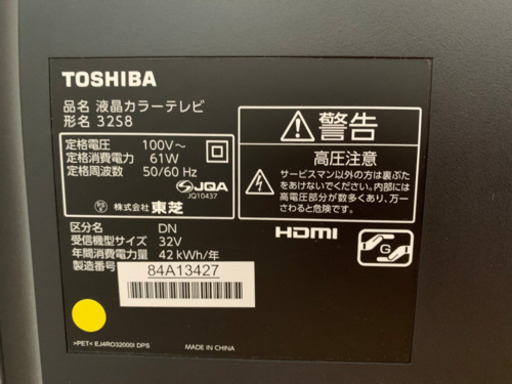 TOSHIBA
品名 液晶カラーテレビ
形名 32S8
定格電圧 100V～
定格消費電力 61W
定格周波数 50/60 Hz
JQA
JQ10437
株式会社 東芝
区分名 DN
受信機型サイズ 32V
年間消費電力量 42 kWh/年
製造番号
84A13427
>PET< EJ4RO32000I DPS
MADE IN CHINA
警告
高圧注意
サービスマン以外の方は裏ぶた
をあけないでください。内部には
高電圧部分が数多くあり、万一
さわると危険です。
HDMI
G